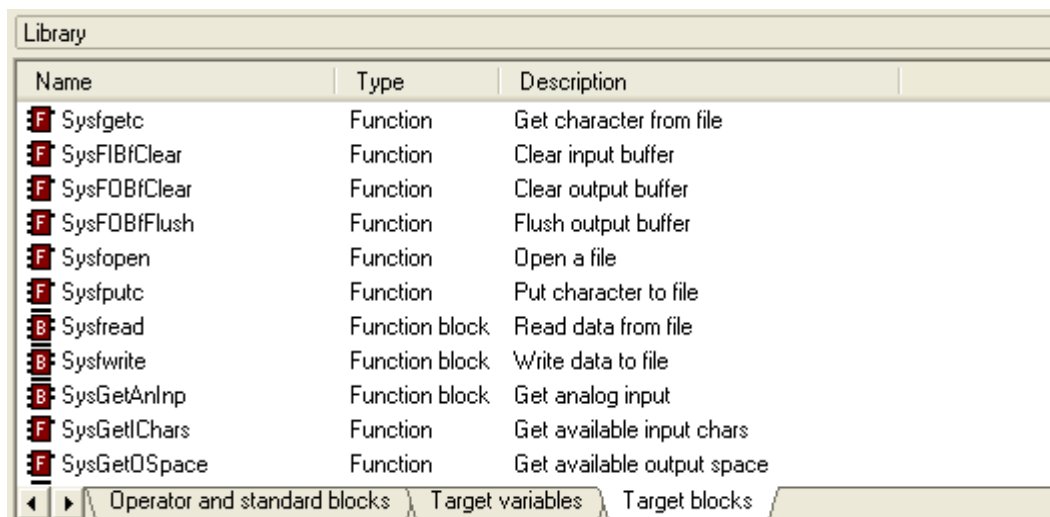 Library
Name Type Description
F Sysfgetc Function Get character from file
F SysFIBfClear Function Clear input buffer
F SysFOBfClear Function Clear output buffer
F SysFOBfFlush Function Flush output buffer
F Sysfopen Function Open a file
F Sysfputc Function Put character to file
B Sysfread Function block Read data from file
B Sysfwrite Function block Write data to file
B SysGetAnInp Function block Get analog input
F SysGetIChars Function Get available input chars
F SysGetOSpace Function Get available output space
Operator and standard blocks Target variables Target blocks